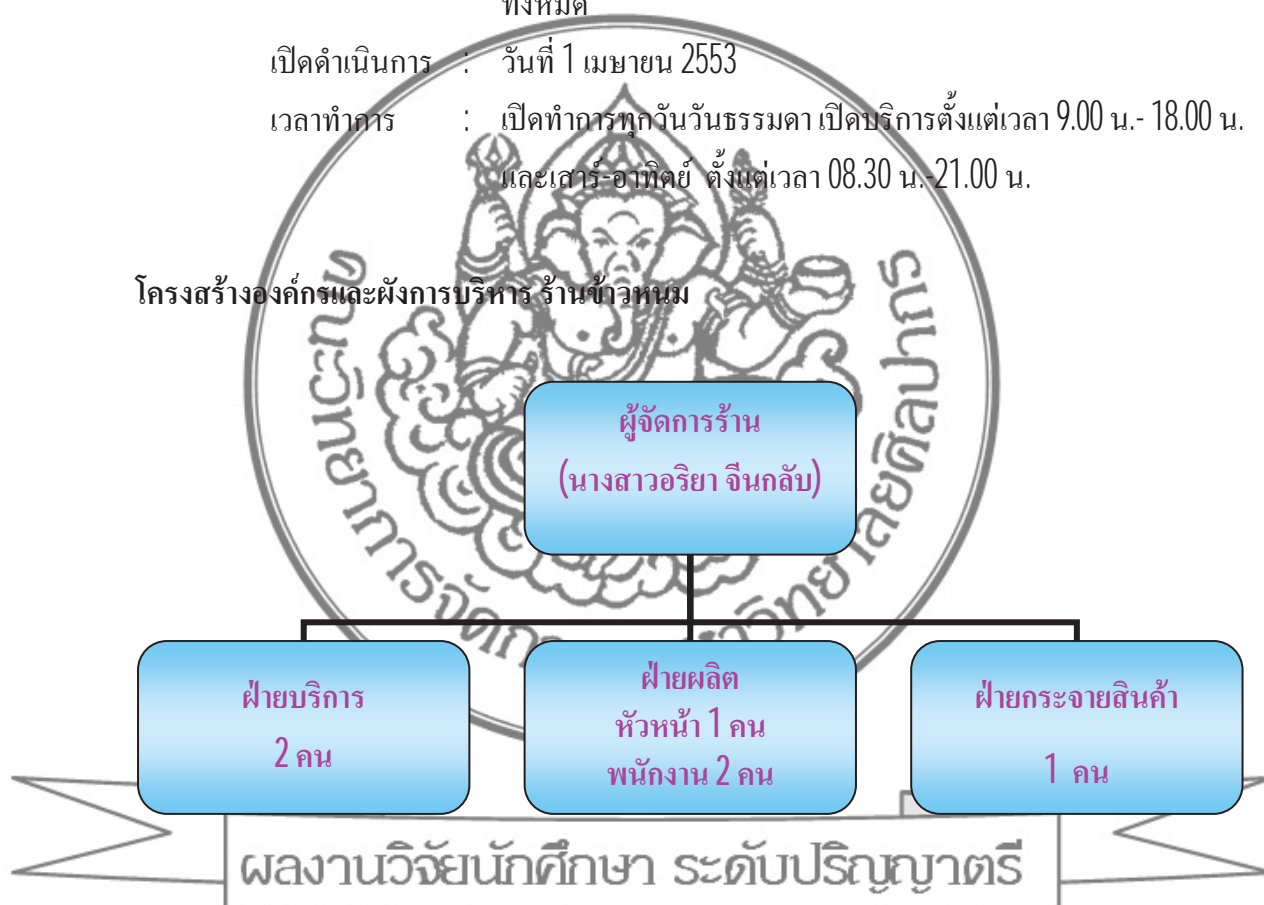 ทั้งหมด
เปิดดำเนินการ : วันที่ 1 เมษายน 2553
เวลาทำการ : เปิดทำการทุกวันวันธรรมดา เปิดบริการตั้งแต่เวลา 9.00 น.- 18.00 น.
และเสาร์-อาทิตย์ ตั้งแต่เวลา 08.30 น.-21.00 น.
โครงสร้างองค์กรและผังการบริหาร ร้านข้าวหนม
ผู้จัดการร้าน
(นางสาวอริยา จีนกลับ)
ฝ่ายบริการ
2 คน
ฝ่ายผลิต
หัวหน้า 1 คน
พนักงาน 2 คน
ฝ่ายกระจายสินค้า
1 คน
ผลงานวิจัยนักศึกษา ระดับปริญญาตรี